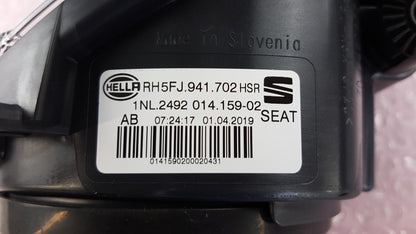 Made in Slovenia
HELLA RH5FJ.941.702 HSR
1NL.2492 014.159-02
AB 07:24:17 01.04.2019 SEAT
0141590200020431